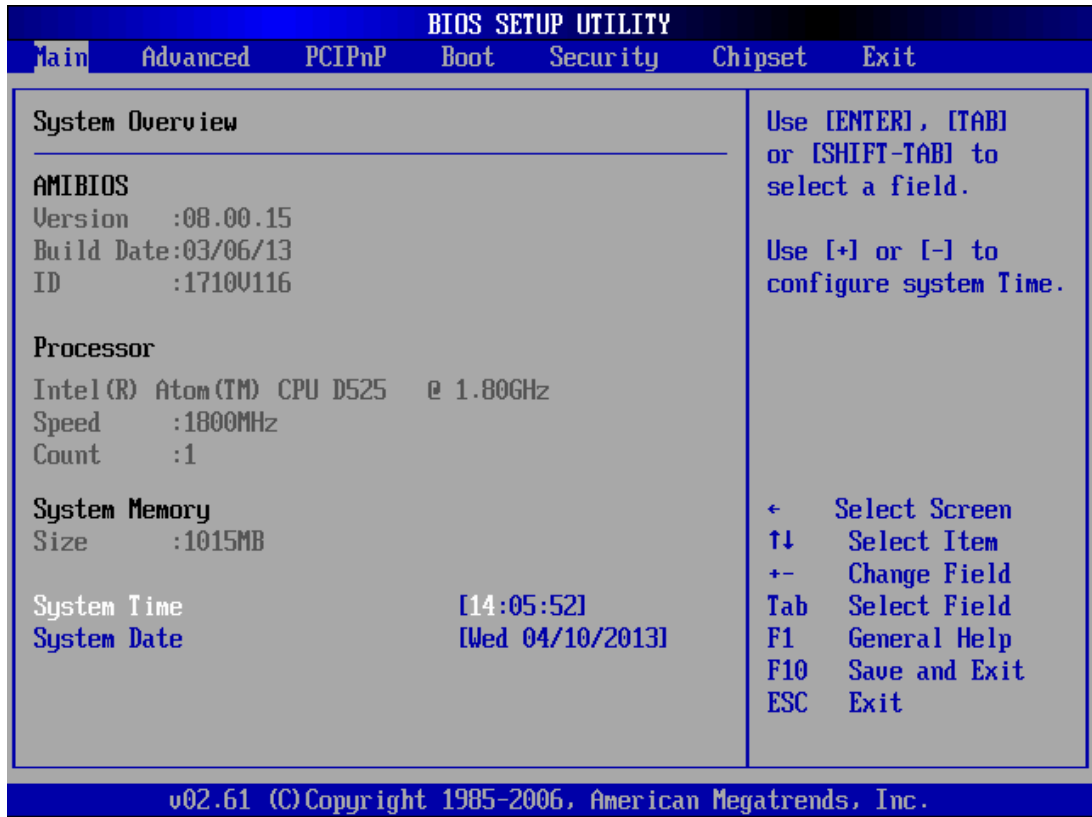 BIOS SETUP UTILITY
Main Advanced PCIPnP Boot Security Chipset Exit
System Overview
AMIBIOS
Version :08.00.15
Build Date:03/06/13
ID :1710V116
Processor
Intel(R) Atom(TM) CPU D525 @ 1.80GHz
Speed :1800MHz
Count :1
System Memory
Size :1015MB
System Time [14:05:52]
System Date [Wed 04/10/2013]
Use [ENTER], [TAB]
or [SHIFT-TAB] to
select a field.
Use [+] or [-] to
configure system Time.
← Select Screen
↑↓ Select Item
+- Change Field
Tab Select Field
F1 General Help
F10 Save and Exit
ESC Exit
v02.61 (C)Copyright 1985-2006, American Megatrends, Inc.